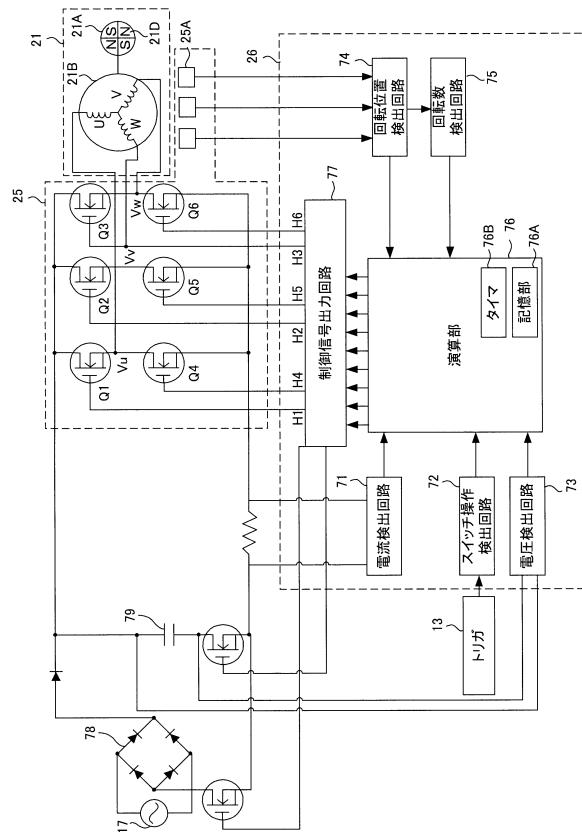 21
21A
N S
S N
21D
21B
U
V
W
25
25A
Q3
Q6
Vw
Vv
Q2
Q5
Vu
Q1
Q4
26
74
回転位置
検出回路
75
回転数
検出回路
77
制御信号出力回路
H1
H4
H2
H5
H3
H6
76
演算部
76B
タイマ
76A
記憶部
71
電流検出回路
72
スイッチ操作
検出回路
73
電圧検出回路
13
トリガ
79
78
17